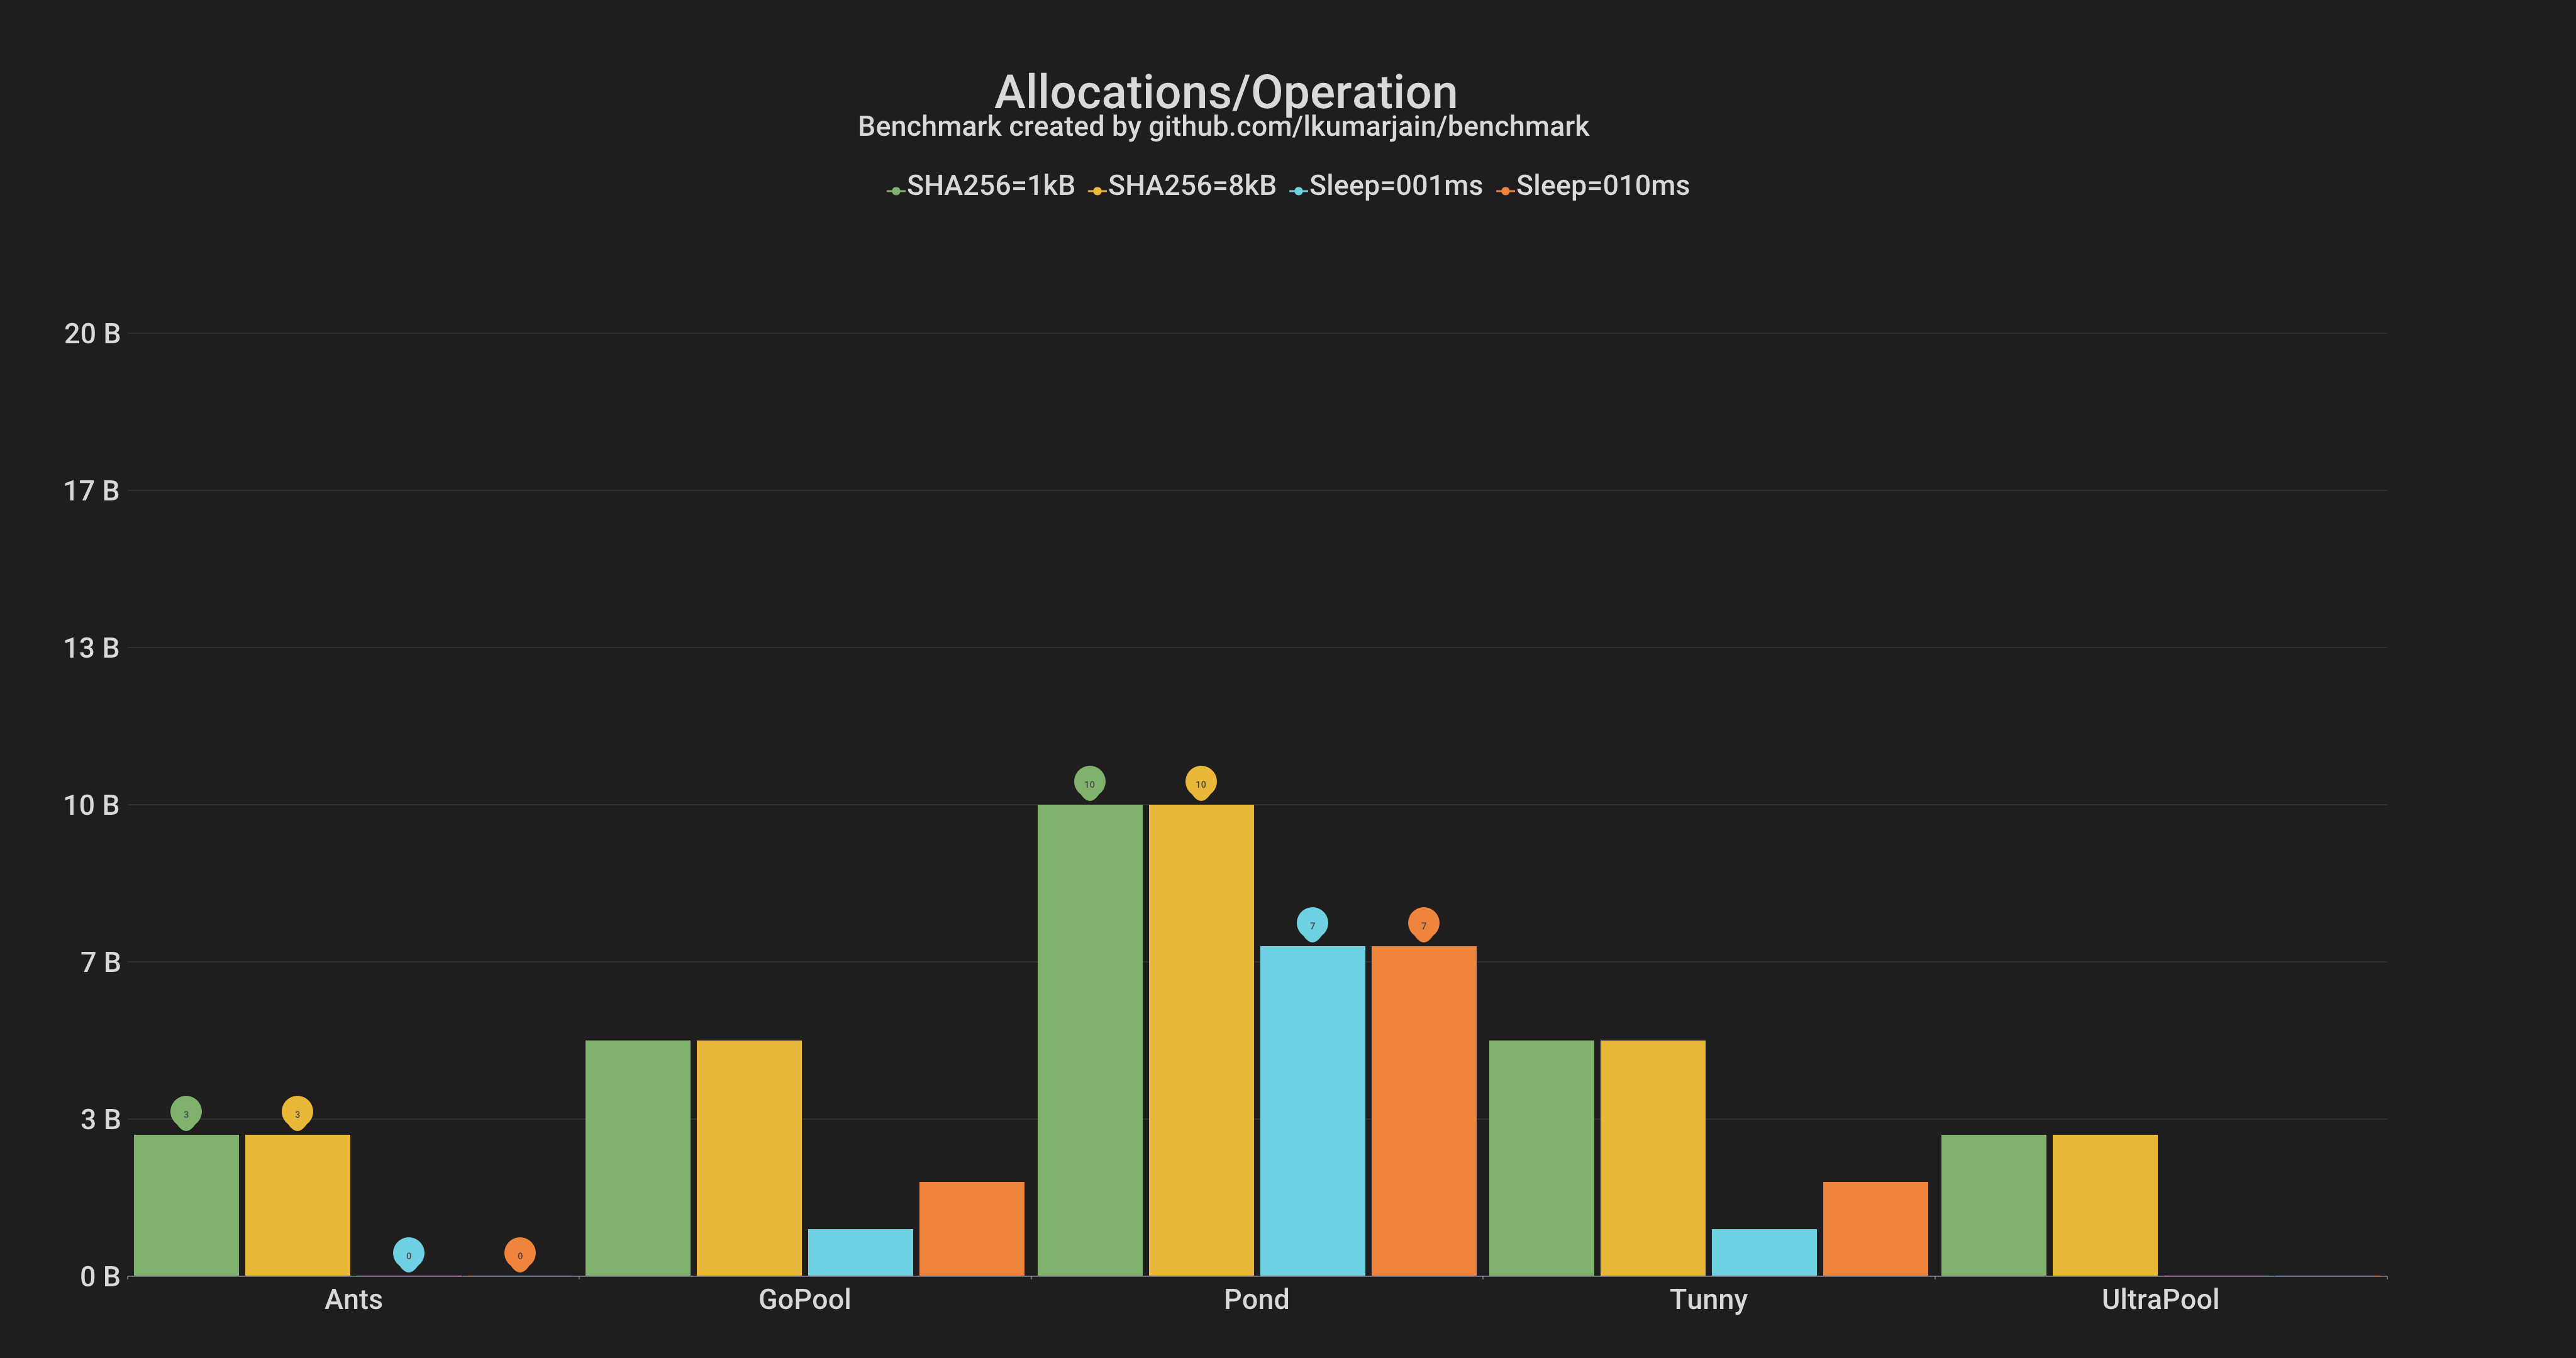 Allocations/Operation
Benchmark created by github.com/lkumarjain/benchmark
SHA256=1kB SHA256=8kB Sleep=001ms Sleep=010ms
20 B
17 B
13 B
10 B
10 10
7 7
7 B
3 B
3 3
0 0
0 B
Ants GoPool Pond Tunny UltraPool